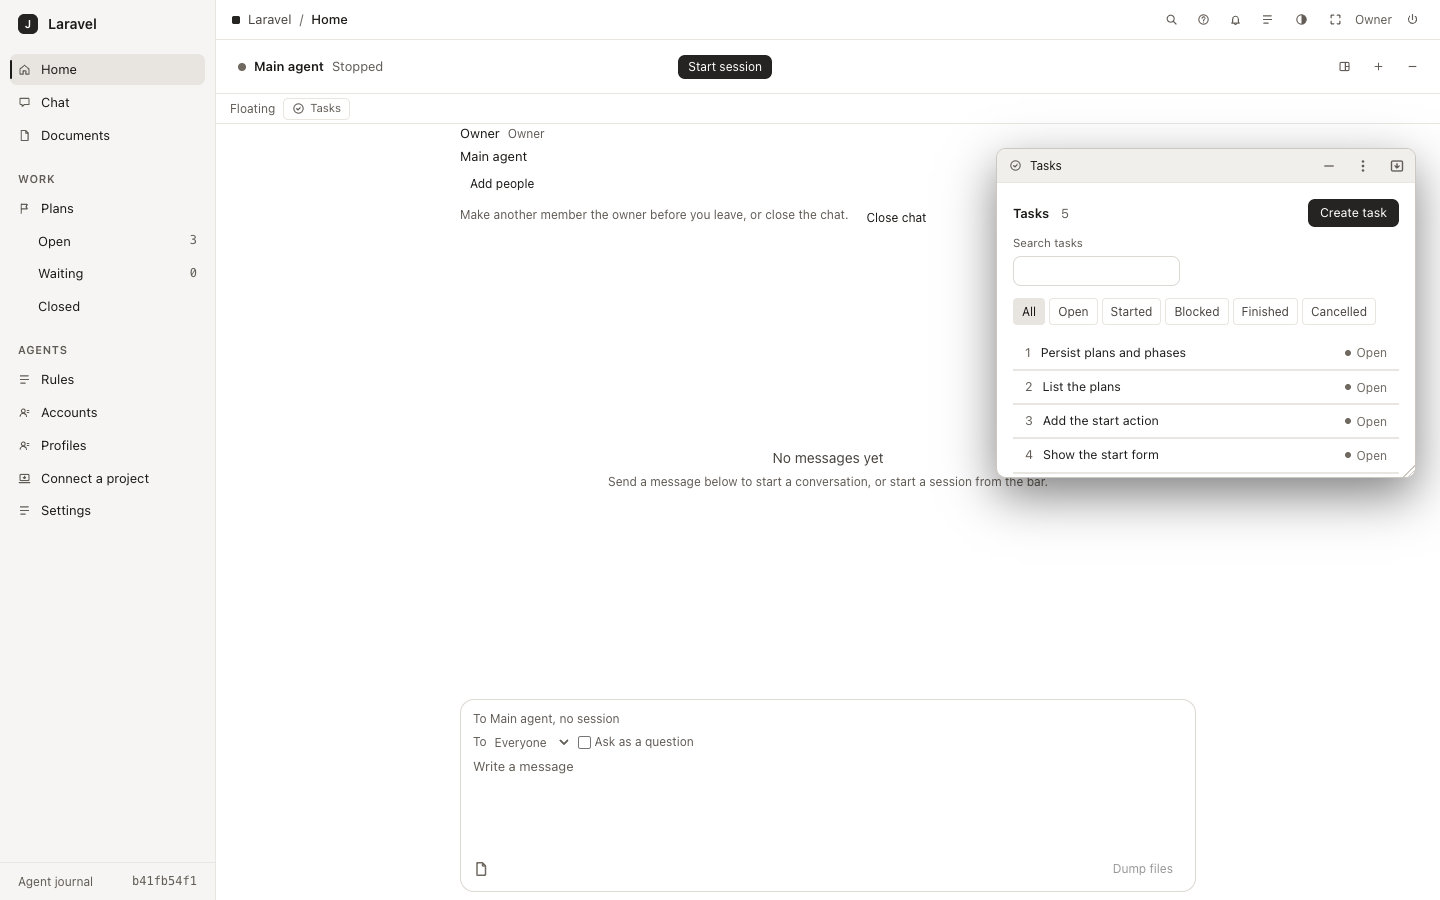 J Laravel
Home
Chat
Documents
WORK
Plans
Open 3
Waiting 0
Closed
AGENTS
Rules
Accounts
Profiles
Connect a project
Settings
Agent journal b41fb54f1
Laravel / Home
Owner
Main agent Stopped
Start session
Floating Tasks
Owner Owner
Main agent
Add people
Make another member the owner before you leave, or close the chat. Close chat
No messages yet
Send a message below to start a conversation, or start a session from the bar.
Tasks
Tasks 5
Create task
Search tasks
All Open Started Blocked Finished Cancelled
1 Persist plans and phases Open
2 List the plans Open
3 Add the start action Open
4 Show the start form Open
To Main agent, no session
To Everyone Ask as a question
Write a message
Dump files